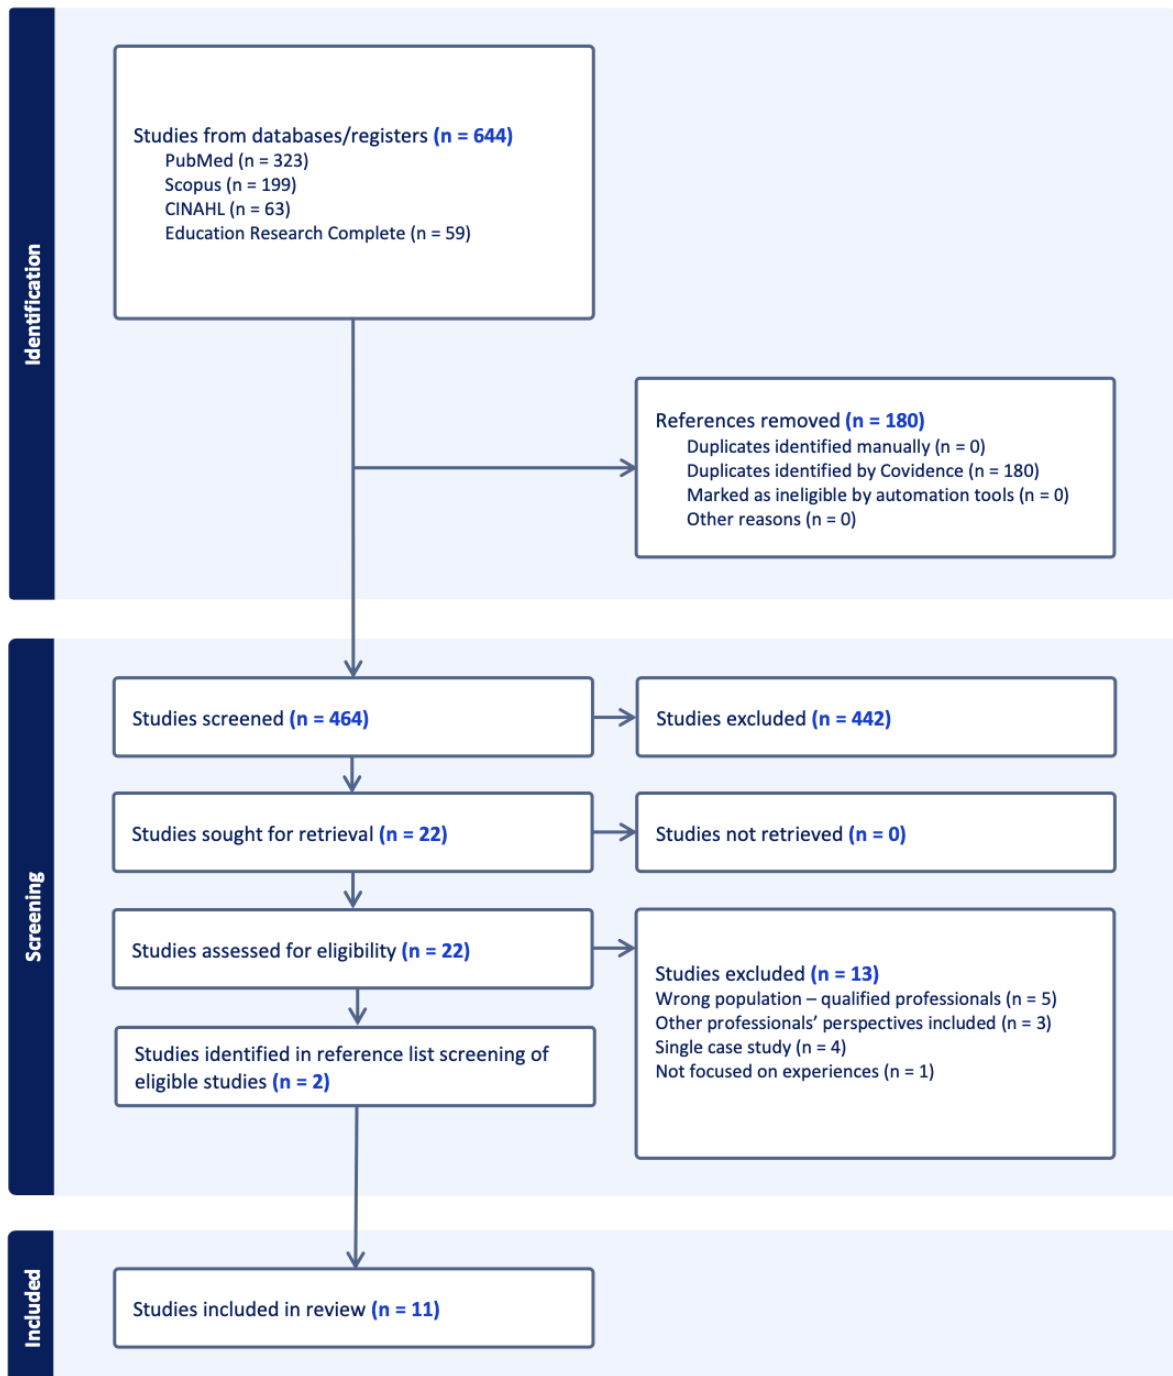 Identification
Studies from databases/registers (n = 644)
PubMed (n = 323)
Scopus (n = 199)
CINAHL (n = 63)
Education Research Complete (n = 59)
References removed (n = 180)
Duplicates identified manually (n = 0)
Duplicates identified by Covidence (n = 180)
Marked as ineligible by automation tools (n = 0)
Other reasons (n = 0)
Screening
Studies screened (n = 464)
Studies excluded (n = 442)
Studies sought for retrieval (n = 22)
Studies not retrieved (n = 0)
Studies assessed for eligibility (n = 22)
Studies excluded (n = 13)
Wrong population – qualified professionals (n = 5)
Other professionals’ perspectives included (n = 3)
Single case study (n = 4)
Not focused on experiences (n = 1)
Studies identified in reference list screening of
eligible studies (n = 2)
Included
Studies included in review (n = 11)